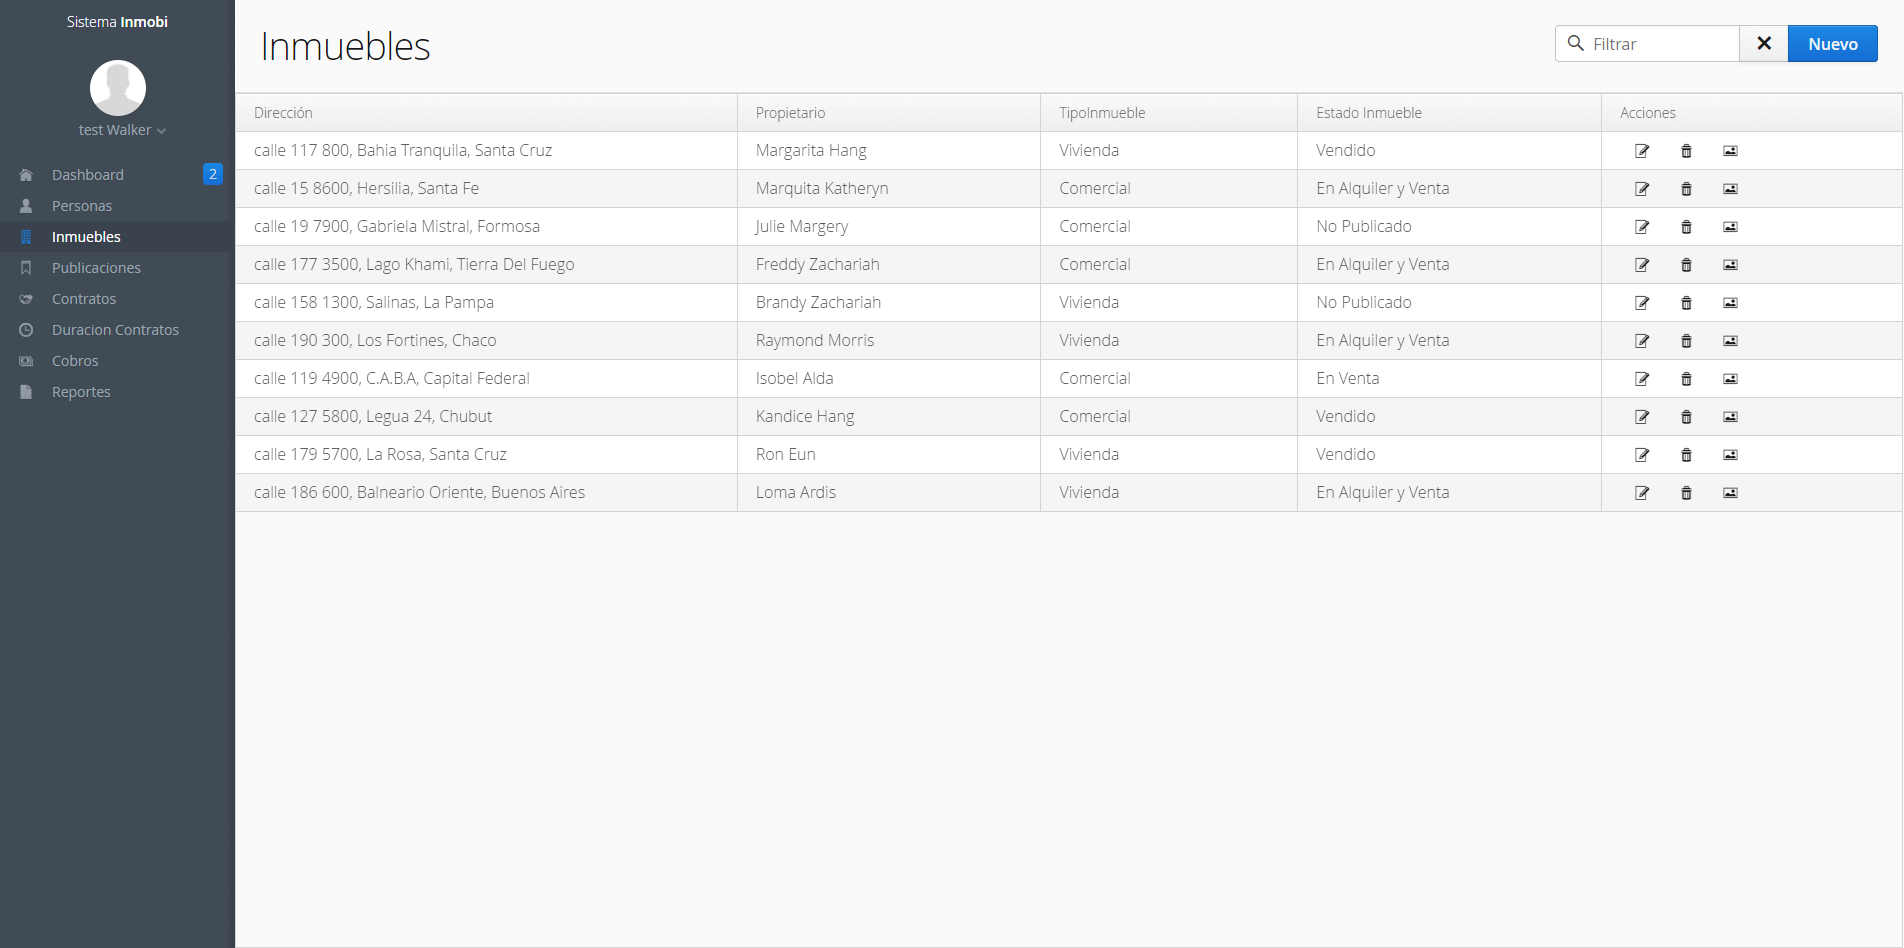 Sistema Inmobi
test Walker
Dashboard 2
Personas
Inmuebles
Publicaciones
Contratos
Duracion Contratos
Cobros
Reportes
Inmuebles
Filtrar
Nuevo
Dirección Propietario TipoInmueble Estado Inmueble Acciones
calle 117 800, Bahia Tranquila, Santa Cruz Margarita Hang Vivienda Vendido
calle 15 8600, Hersilia, Santa Fe Marquita Katheryn Comercial En Alquiler y Venta
calle 19 7900, Gabriela Mistral, Formosa Julie Margery Comercial No Publicado
calle 177 3500, Lago Khami, Tierra Del Fuego Freddy Zachariah Comercial En Alquiler y Venta
calle 158 1300, Salinas, La Pampa Brandy Zachariah Vivienda No Publicado
calle 190 300, Los Fortines, Chaco Raymond Morris Vivienda En Alquiler y Venta
calle 119 4900, C.A.B.A, Capital Federal Isobel Alda Comercial En Venta
calle 127 5800, Legua 24, Chubut Kandice Hang Comercial Vendido
calle 179 5700, La Rosa, Santa Cruz Ron Eun Vivienda Vendido
calle 186 600, Balneario Oriente, Buenos Aires Loma Ardis Vivienda En Alquiler y Venta